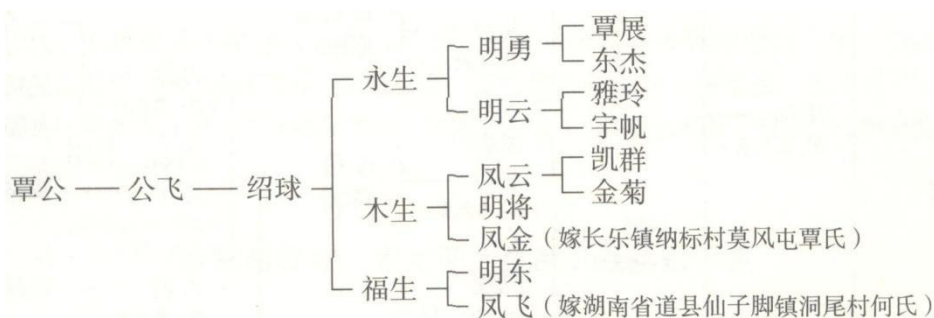 覃展
明勇
东杰
永生
雅玲
明云
宇帆
凯群
凤云
金菊
覃公 公飞 绍球
木生
明将
凤金(嫁长乐镇纳标村莫风屯覃氏)
明东
福生
凤飞(嫁湖南省道县仙子脚镇洞尾村何氏)